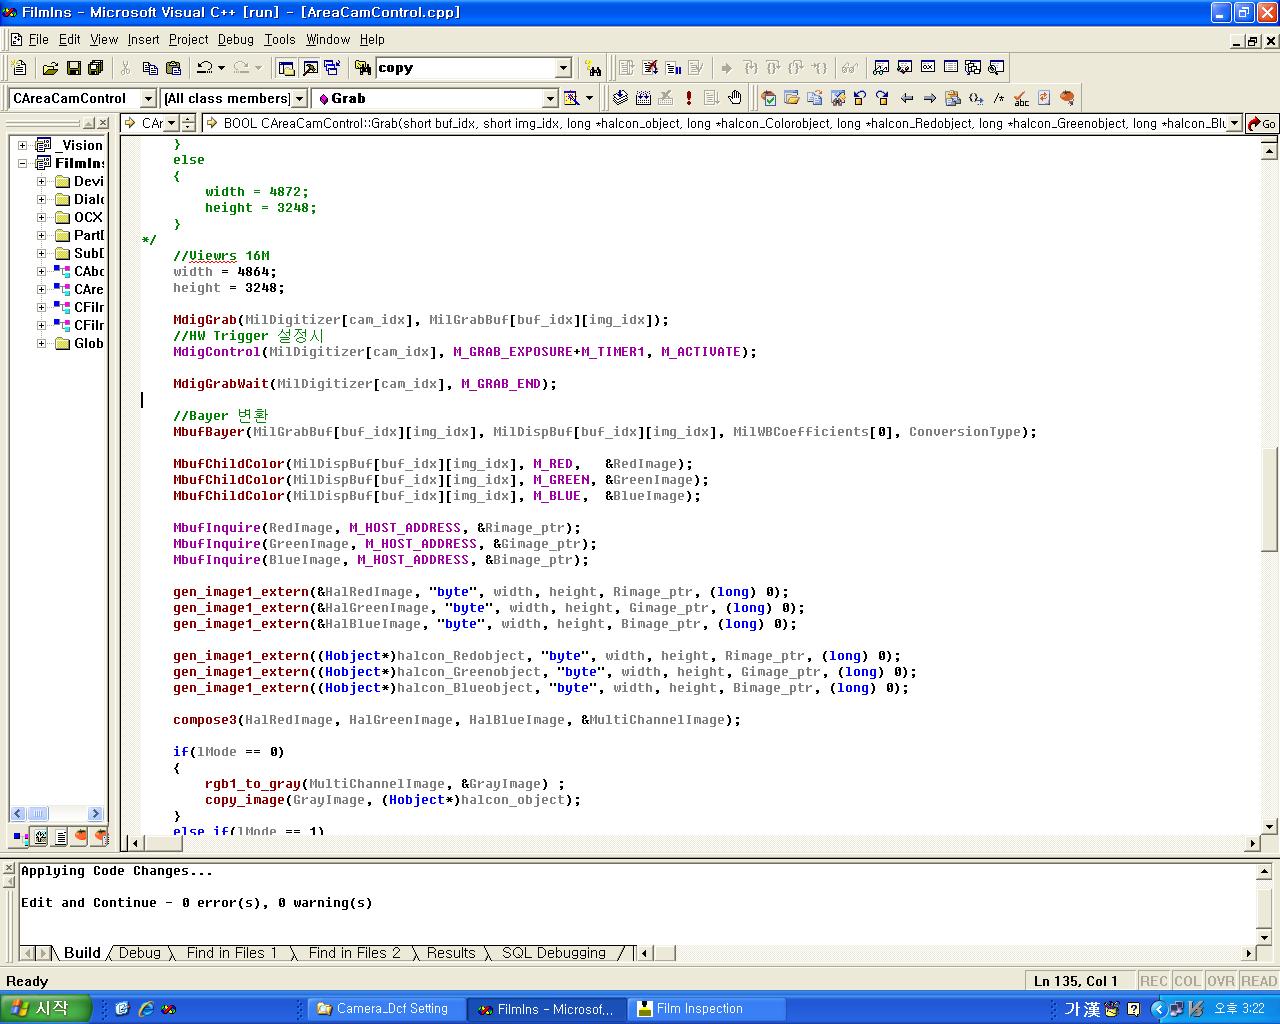 FilmIns - Microsoft Visual C++ [run] - [AreaCamControl.cpp]
File Edit View Insert Project Debug Tools Window Help
copy
CAreaCamControl [All class members] Grab
CAr BOOL CAreaCamControl::Grab(short buf_idx, short img_idx, long *halcon_object, long *halcon_Colorobject, long *halcon_Redobject, long *halcon_Greenobject, long *halcon_Blu Go
_Vision
FilmIns
Devi
Dialo
OCX
PartD
SubD
CAbo
CAre
CFilr
CFilr
Glob
}
else
{
width = 4872;
height = 3248;
}
*/
//Viewrs 16M
width = 4864;
height = 3248;
MdigGrab(MilDigitizer[cam_idx], MilGrabBuf[buf_idx][img_idx]);
//HW Trigger 설정시
MdigControl(MilDigitizer[cam_idx], M_GRAB_EXPOSURE+M_TIMER1, M_ACTIVATE);
MdigGrabWait(MilDigitizer[cam_idx], M_GRAB_END);
//Bayer 변환
MbufBayer(MilGrabBuf[buf_idx][img_idx], MilDispBuf[buf_idx][img_idx], MilWBCoefficients[0], ConversionType);
MbufChildColor(MilDispBuf[buf_idx][img_idx], M_RED, &RedImage);
MbufChildColor(MilDispBuf[buf_idx][img_idx], M_GREEN, &GreenImage);
MbufChildColor(MilDispBuf[buf_idx][img_idx], M_BLUE, &BlueImage);
MbufInquire(RedImage, M_HOST_ADDRESS, &Rimage_ptr);
MbufInquire(GreenImage, M_HOST_ADDRESS, &Gimage_ptr);
MbufInquire(BlueImage, M_HOST_ADDRESS, &Bimage_ptr);
gen_image1_extern(&HalRedImage, "byte", width, height, Rimage_ptr, (long) 0);
gen_image1_extern(&HalGreenImage, "byte", width, height, Gimage_ptr, (long) 0);
gen_image1_extern(&HalBlueImage, "byte", width, height, Bimage_ptr, (long) 0);
gen_image1_extern((Hobject*)halcon_Redobject, "byte", width, height, Rimage_ptr, (long) 0);
gen_image1_extern((Hobject*)halcon_Greenobject, "byte", width, height, Gimage_ptr, (long) 0);
gen_image1_extern((Hobject*)halcon_Blueobject, "byte", width, height, Bimage_ptr, (long) 0);
compose3(HalRedImage, HalGreenImage, HalBlueImage, &MultiChannelImage);
if(lMode == 0)
{
rgb1_to_gray(MultiChannelImage, &GrayImage) ;
copy_image(GrayImage, (Hobject*)halcon_object);
}
else if(lMode == 1)
Applying Code Changes...
Edit and Continue - 0 error(s), 0 warning(s)
Build Debug Find in Files 1 Find in Files 2 Results SQL Debugging
Ready Ln 135, Col 1 REC COL OVR READ
시작 Camera_Dcf Setting FilmIns - Microsof... Film Inspection 가 漢 오후 3:22